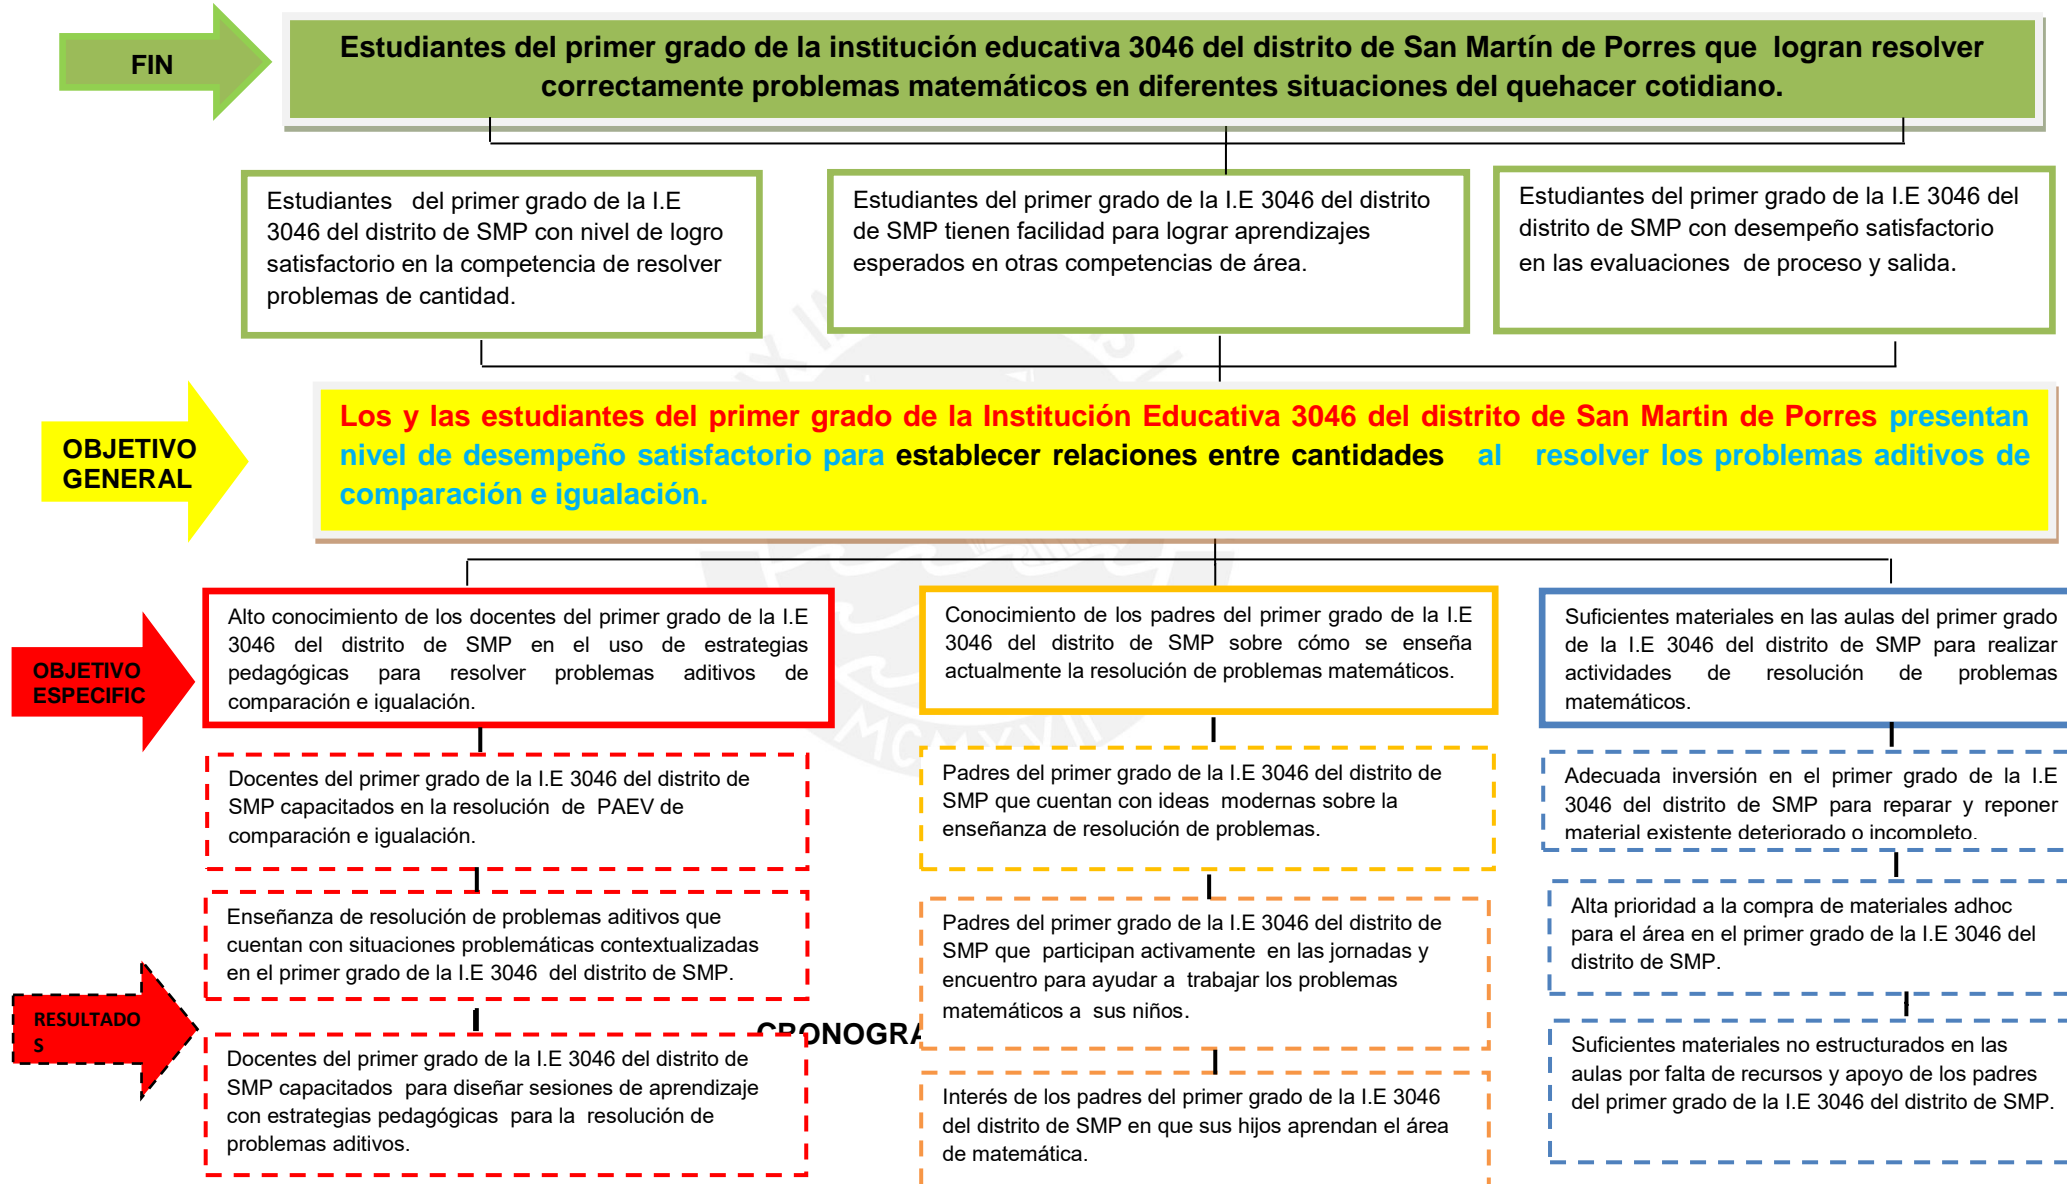 FIN
Estudiantes del primer grado de la institución educativa 3046 del distrito de San Martín de Porres que logran resolver
correctamente problemas matemáticos en diferentes situaciones del quehacer cotidiano.
Estudiantes del primer grado de la I.E
3046 del distrito de SMP con nivel de logro
satisfactorio en la competencia de resolver
problemas de cantidad.
Estudiantes del primer grado de la I.E 3046 del distrito
de SMP tienen facilidad para lograr aprendizajes
esperados en otras competencias de área.
Estudiantes del primer grado de la I.E 3046 del
distrito de SMP con desempeño satisfactorio
en las evaluaciones de proceso y salida.
OBJETIVO
GENERAL
Los y las estudiantes del primer grado de la Institución Educativa 3046 del distrito de San Martin de Porres presentan
nivel de desempeño satisfactorio para establecer relaciones entre cantidades al resolver los problemas aditivos de
comparación e igualación.
OBJETIVO
ESPECIFIC
Alto conocimiento de los docentes del primer grado de la I.E
3046 del distrito de SMP en el uso de estrategias
pedagógicas para resolver problemas aditivos de
comparación e igualación.
Conocimiento de los padres del primer grado de la I.E
3046 del distrito de SMP sobre cómo se enseña
actualmente la resolución de problemas matemáticos.
Suficientes materiales en las aulas del primer grado
de la I.E 3046 del distrito de SMP para realizar
actividades de resolución de problemas
matemáticos.
Docentes del primer grado de la I.E 3046 del distrito de
SMP capacitados en la resolución de PAEV de
comparación e igualación.
Padres del primer grado de la I.E 3046 del distrito de
SMP que cuentan con ideas modernas sobre la
enseñanza de resolución de problemas.
Adecuada inversión en el primer grado de la I.E
3046 del distrito de SMP para reparar y reponer
material existente deteriorado o incompleto.
Enseñanza de resolución de problemas aditivos que
cuentan con situaciones problemáticas contextualizadas
en el primer grado de la I.E 3046 del distrito de SMP.
Padres del primer grado de la I.E 3046 del distrito de
SMP que participan activamente en las jornadas y
encuentro para ayudar a trabajar los problemas
matemáticos a sus niños.
Alta prioridad a la compra de materiales adhoc
para el área en el primer grado de la I.E 3046 del
distrito de SMP.
RESULTADO
S
CRONOGRA
Docentes del primer grado de la I.E 3046 del distrito de
SMP capacitados para diseñar sesiones de aprendizaje
con estrategias pedagógicas para la resolución de
problemas aditivos.
Interés de los padres del primer grado de la I.E 3046
del distrito de SMP en que sus hijos aprendan el área
de matemática.
Suficientes materiales no estructurados en las
aulas por falta de recursos y apoyo de los padres
del primer grado de la I.E 3046 del distrito de SMP.
MCMXVII